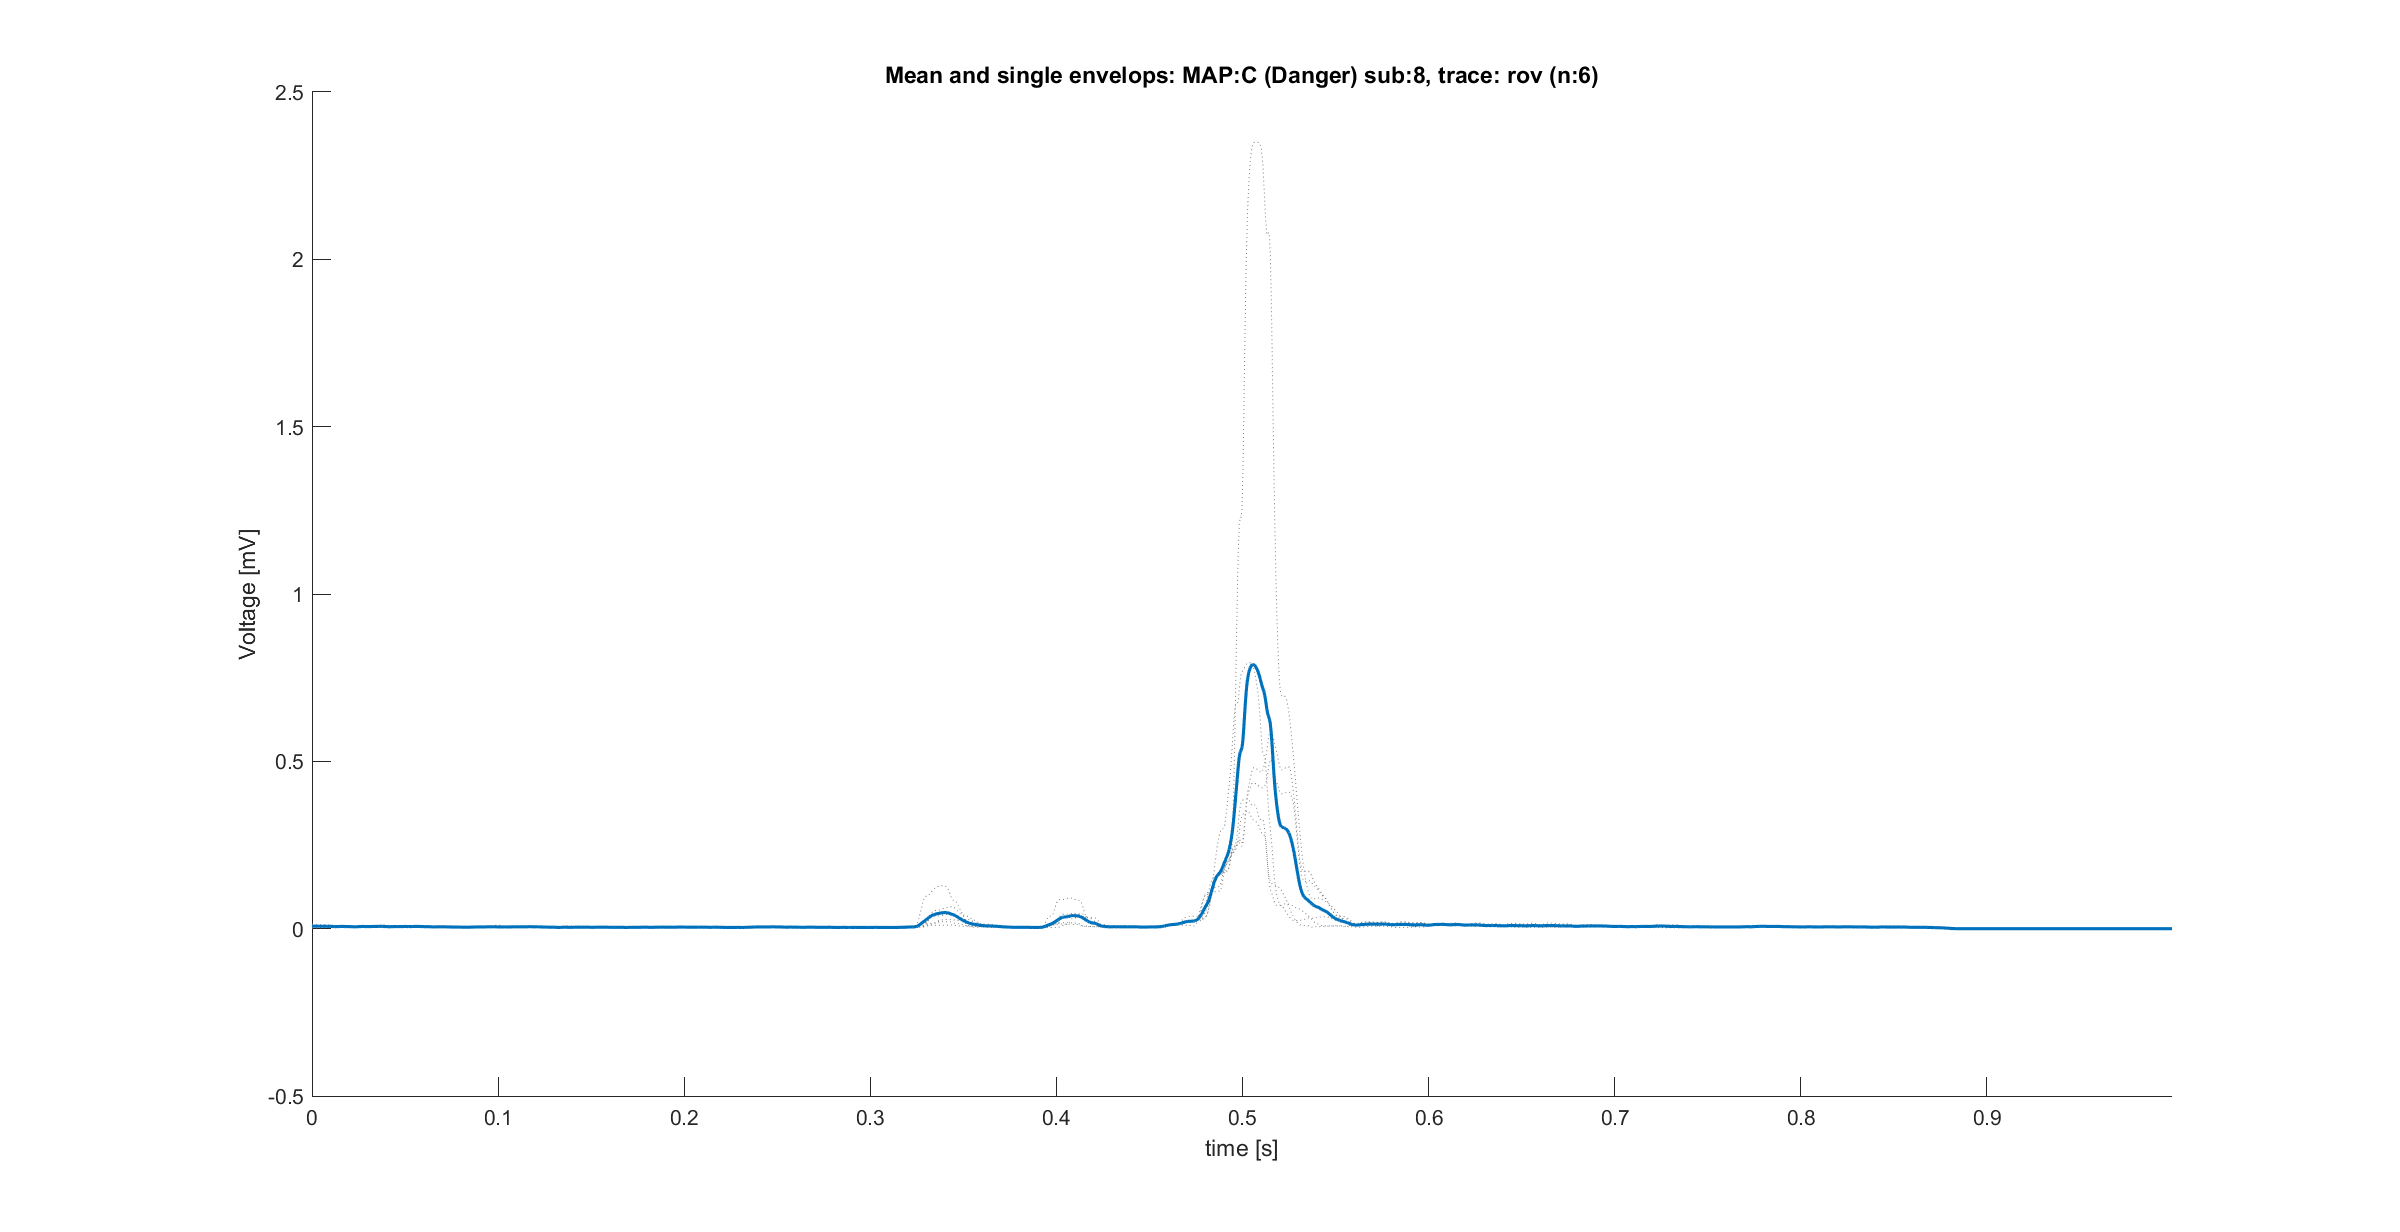 Mean and single envelops: MAP:C (Danger) sub:8, trace: rov (n:6)
2.5
2
1.5
1
0.5
0
-0.5
Voltage [mV]
0 0.1 0.2 0.3 0.4 0.5 0.6 0.7 0.8 0.9
time [s]